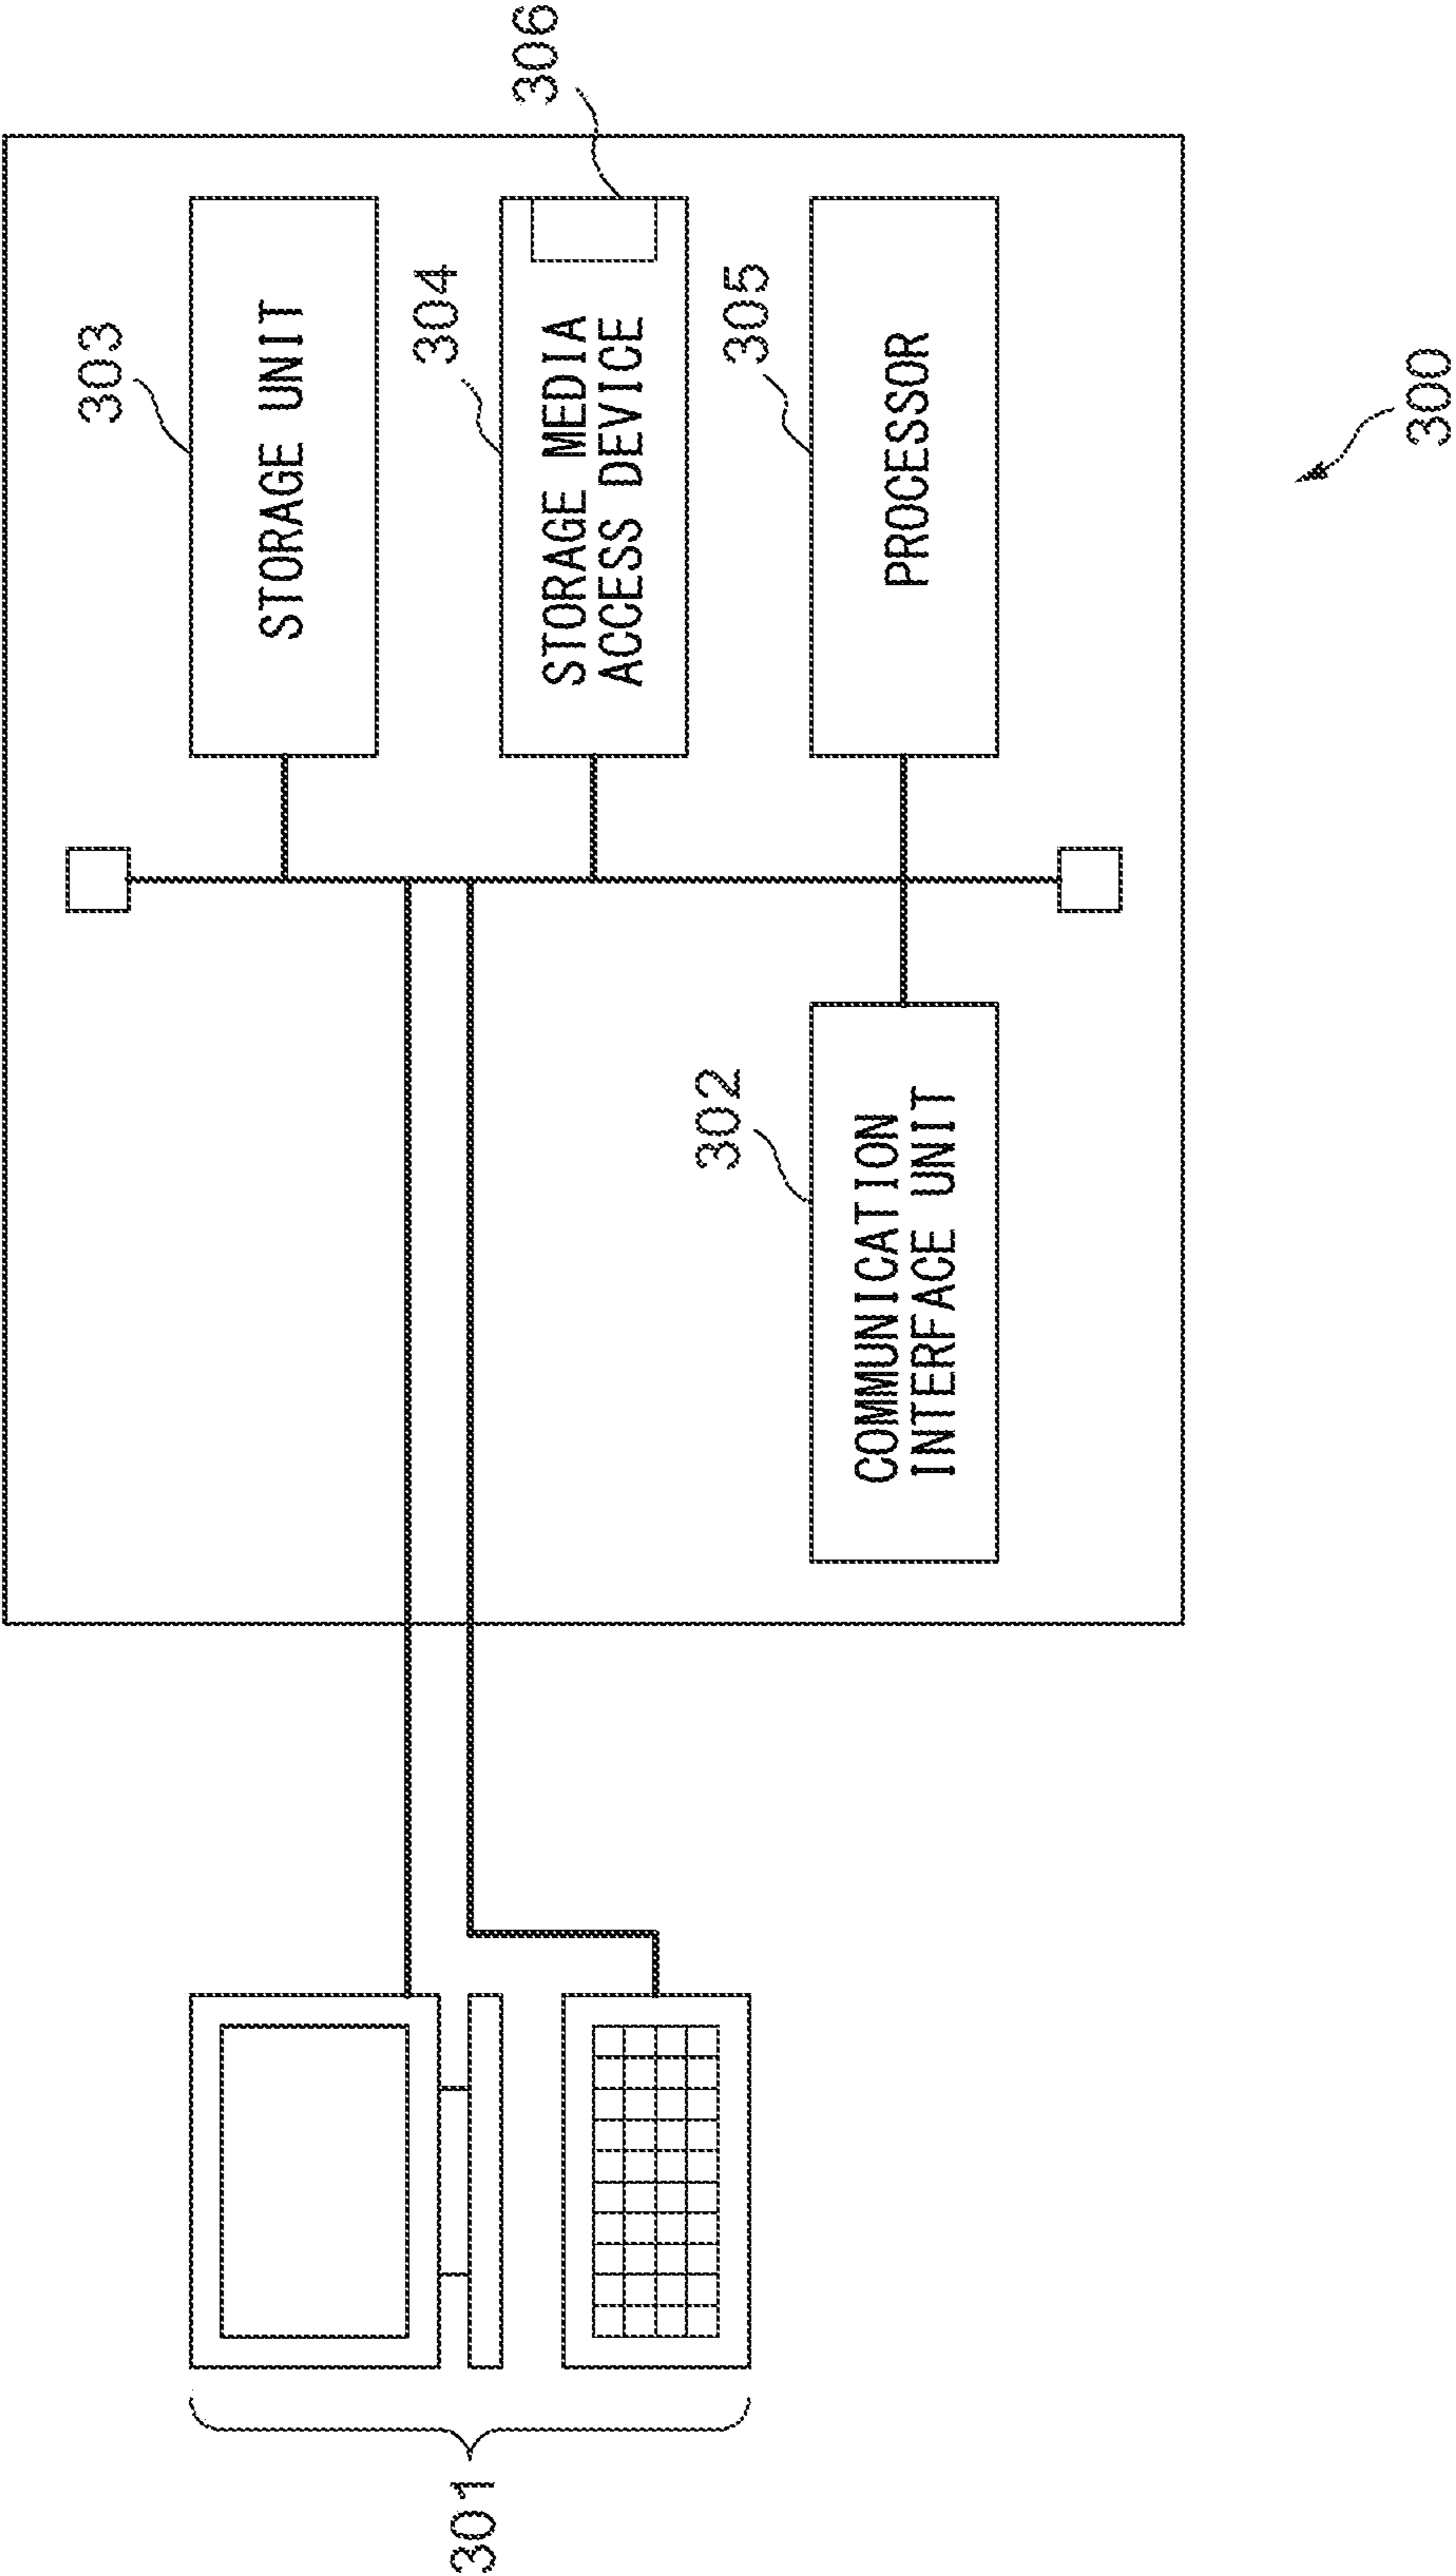 301
303
STORAGE UNIT
304
306
STORAGE MEDIA
ACCESS DEVICE
302
COMMUNICATION
INTERFACE UNIT
305
PROCESSOR
300